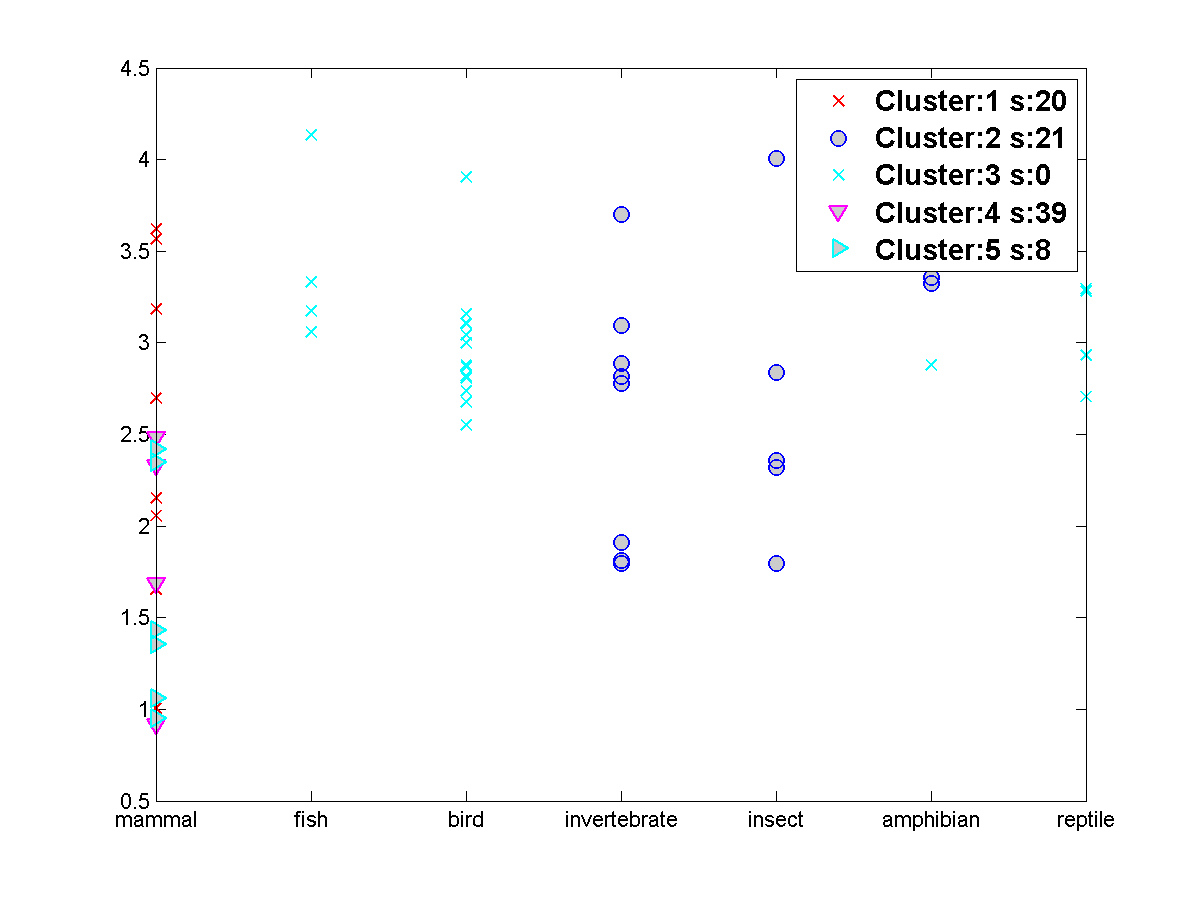 4.5
4
3.5
3
2.5
2
1.5
1
0.5
mammal fish bird invertebrate insect amphibian reptile
Cluster:1 s:20
Cluster:2 s:21
Cluster:3 s:0
Cluster:4 s:39
Cluster:5 s:8